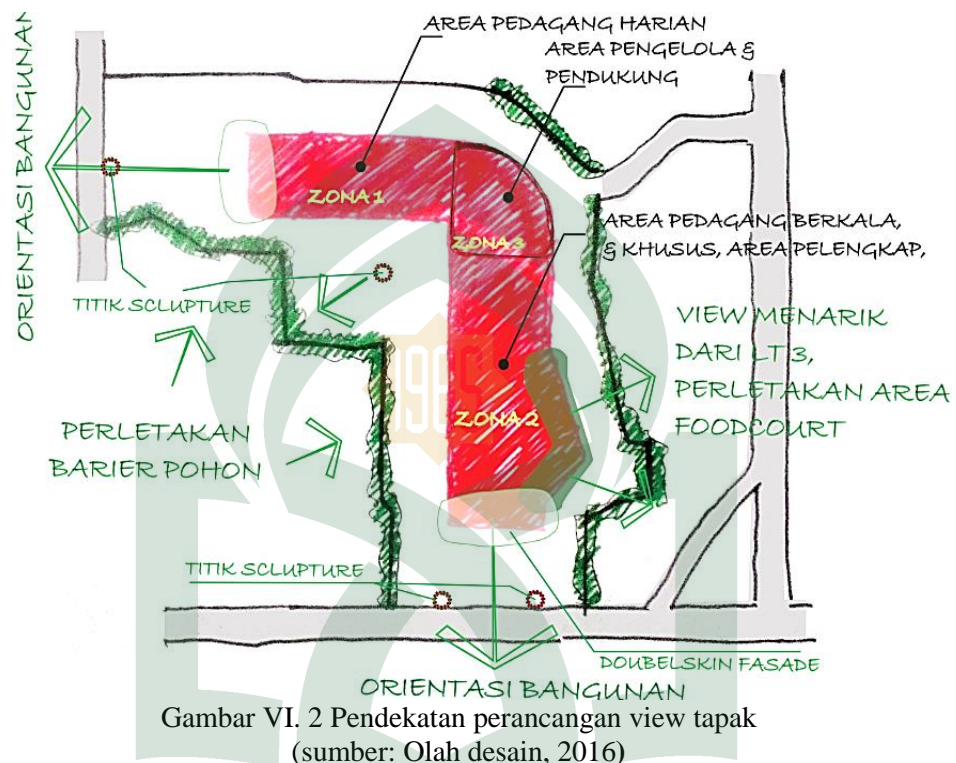 AREA PEDAGANG HARIAN
AREA PENGELOLA &
PENDUKUNG
ORIENTASI BANGUNAN
ZONA 1
ZONA 3
AREA PEDAGANG BERKALA,
& KHUSUS, AREA PELENGKAP,
TITIK SCLUPTURE
VIEW MENARIK
DARI LT 3,
PERLETAKAN AREA
FOODCOURT
1965
ZONA 2
PERLETAKAN
BARIER POHON
TITIK SCLUPTURE
DOUBELSKIN FASADE
ORIENTASI BANGUNAN
Gambar VI. 2 Pendekatan perancangan view tapak
(sumber: Olah desain, 2016)